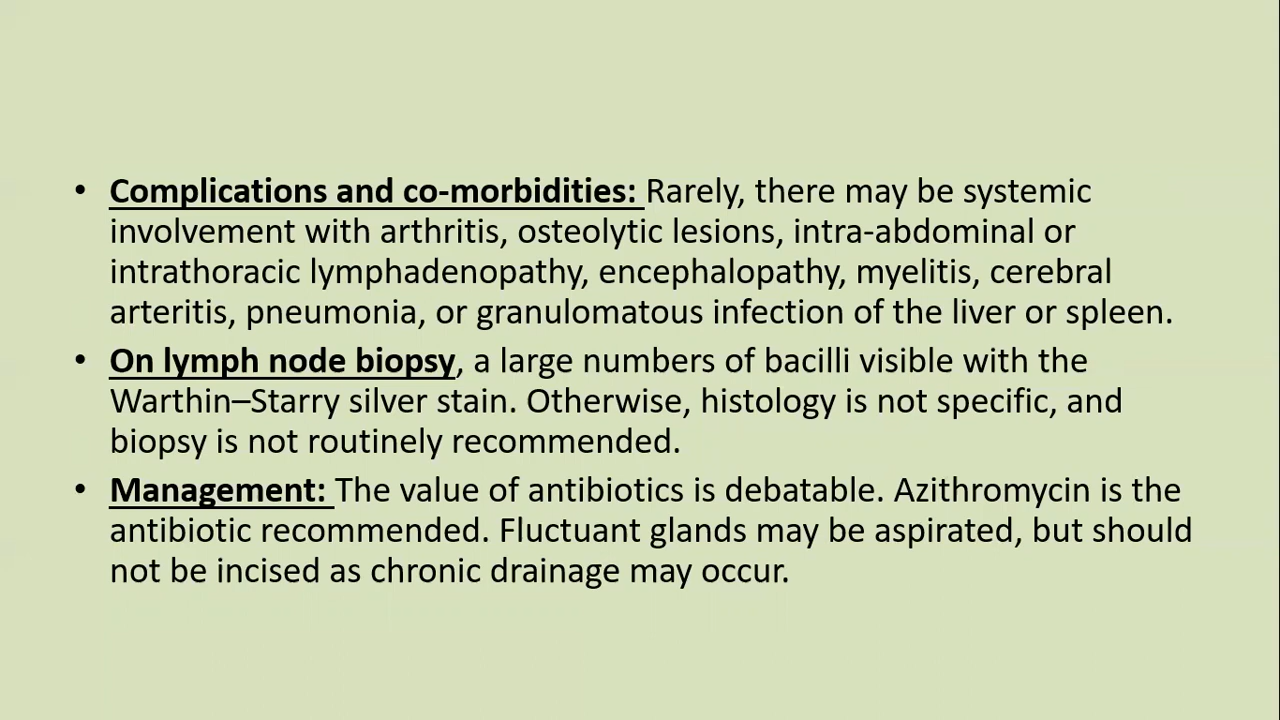 • Complications and co-morbidities: Rarely, there may be systemic
involvement with arthritis, osteolytic lesions, intra-abdominal or
intrathoracic lymphadenopathy, encephalopathy, myelitis, cerebral
arteritis, pneumonia, or granulomatous infection of the liver or spleen.
• On lymph node biopsy, a large numbers of bacilli visible with the
Warthin–Starry silver stain. Otherwise, histology is not specific, and
biopsy is not routinely recommended.
• Management: The value of antibiotics is debatable. Azithromycin is the
antibiotic recommended. Fluctuant glands may be aspirated, but should
not be incised as chronic drainage may occur.